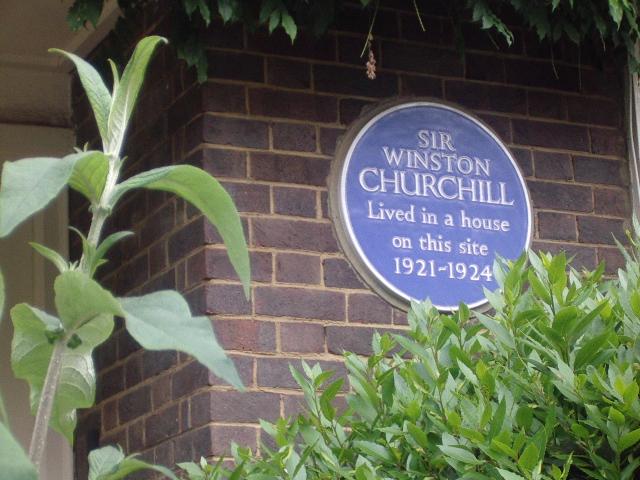 SIR
WINSTON
CHURCHILL
Lived in a house
on this site
1921~1924